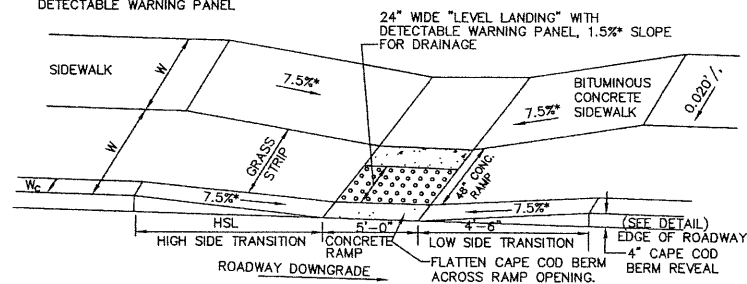 DETECTABLE WARNING PANEL
24" WIDE "LEVEL LANDING" WITH
DETECTABLE WARNING PANEL, 1.5%* SLOPE
FOR DRAINAGE
SIDEWALK
W
7.5%*
BITUMINOUS
CONCRETE
SIDEWALK
0.020'/.
7.5%*
W
GRASS
STRIP
48" CONC.
RAMP
Wc
7.5%*
7.5%*
HSL
5'-0"
4'-6"
(SEE DETAIL)
HIGH SIDE TRANSITION
CONCRETE
RAMP
LOW SIDE TRANSITION
EDGE OF ROADWAY
4" CAPE COD
BERM REVEAL
FLATTEN CAPE COD BERM
ACROSS RAMP OPENING.
ROADWAY DOWNGRADE